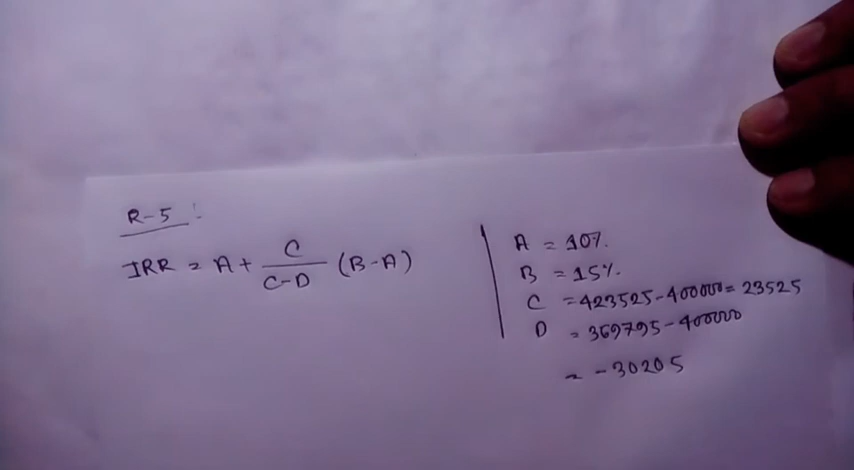 R-5 :
IRR = A + C / C-D (B-A)
A = 10%.
B = 15%.
C = 423525 - 400000 = 23525
D = 369795 - 400000
= -30205